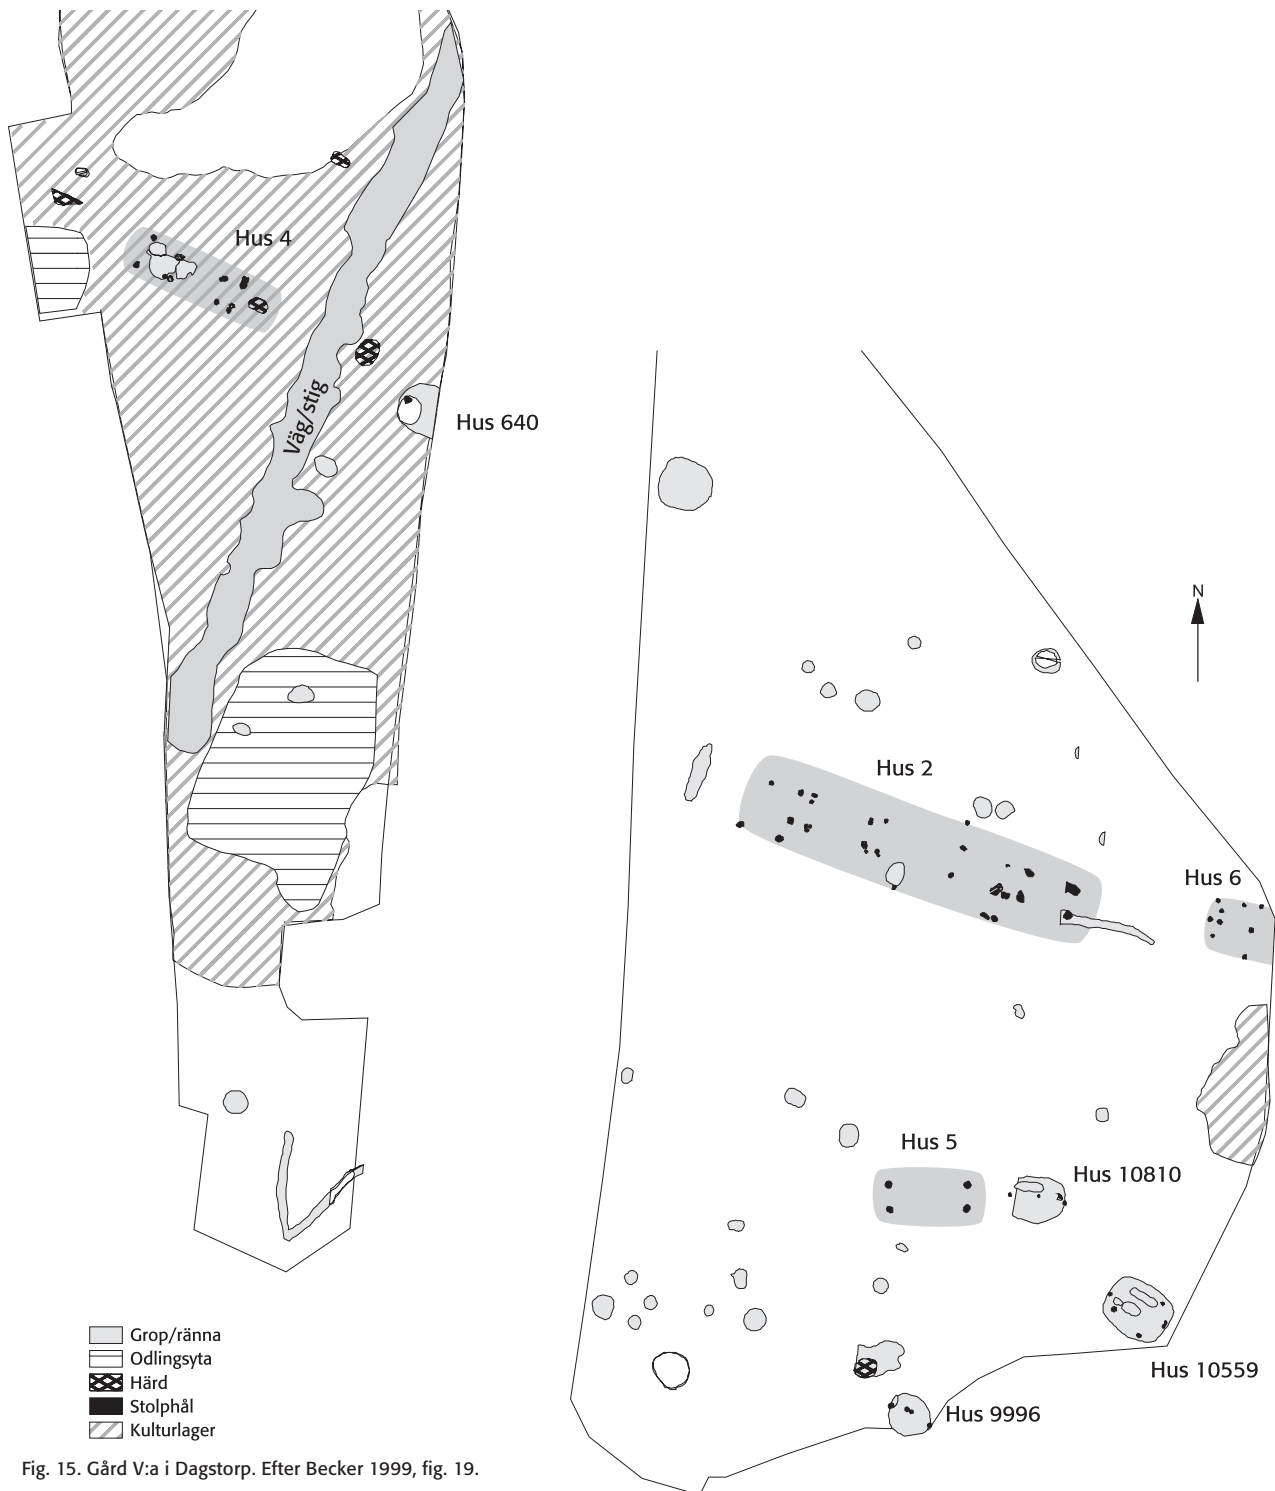 Hus 4
Väg/stig
Hus 640
N
Hus 2
Hus 6
Hus 5
Hus 10810
Hus 10559
Hus 9996
Grop/ränna
Odlingsyta
Härd
Stolphål
Kulturlager
Fig. 15. Gård V:a i Dagstorp. Efter Becker 1999, fig. 19.